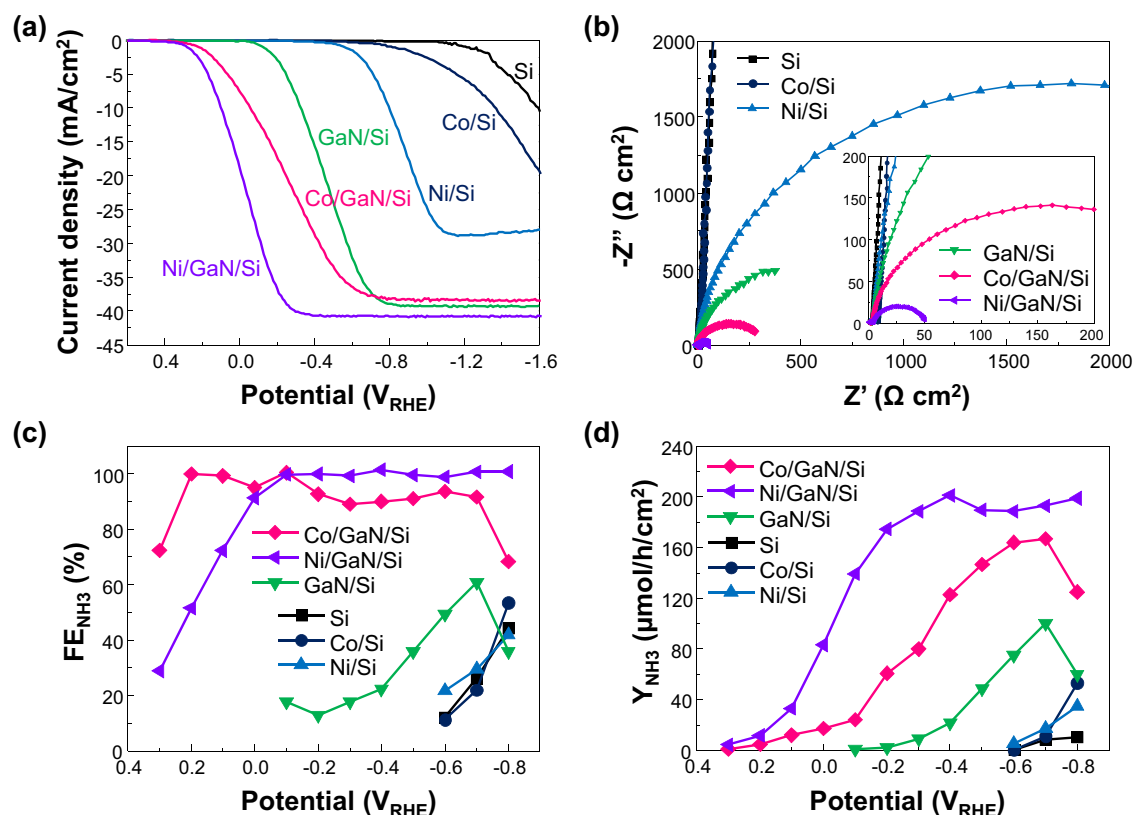 (a)
0
-5
-10
-15
-20
-25
-30
-35
-40
-45
Current density (mA/cm²)
0.4
0.0
-0.4
-0.8
-1.2
-1.6
Potential (V_RHE)
Si
Co/Si
GaN/Si
Ni/Si
Co/GaN/Si
Ni/GaN/Si
(b)
2000
1500
1000
500
0
-Z'' (Ω cm²)
0
500
1000
1500
2000
Z' (Ω cm²)
Si
Co/Si
Ni/Si
200
150
100
50
0
0
50
100
150
200
GaN/Si
Co/GaN/Si
Ni/GaN/Si
(c)
100
80
60
40
20
0
FE_NH3 (%)
0.4
0.2
0.0
-0.2
-0.4
-0.6
-0.8
Potential (V_RHE)
Co/GaN/Si
Ni/GaN/Si
GaN/Si
Si
Co/Si
Ni/Si
(d)
240
200
160
120
80
40
0
Y_NH3 (μmol/h/cm²)
0.4
0.2
0.0
-0.2
-0.4
-0.6
-0.8
Potential (V_RHE)
Co/GaN/Si
Ni/GaN/Si
GaN/Si
Si
Co/Si
Ni/Si